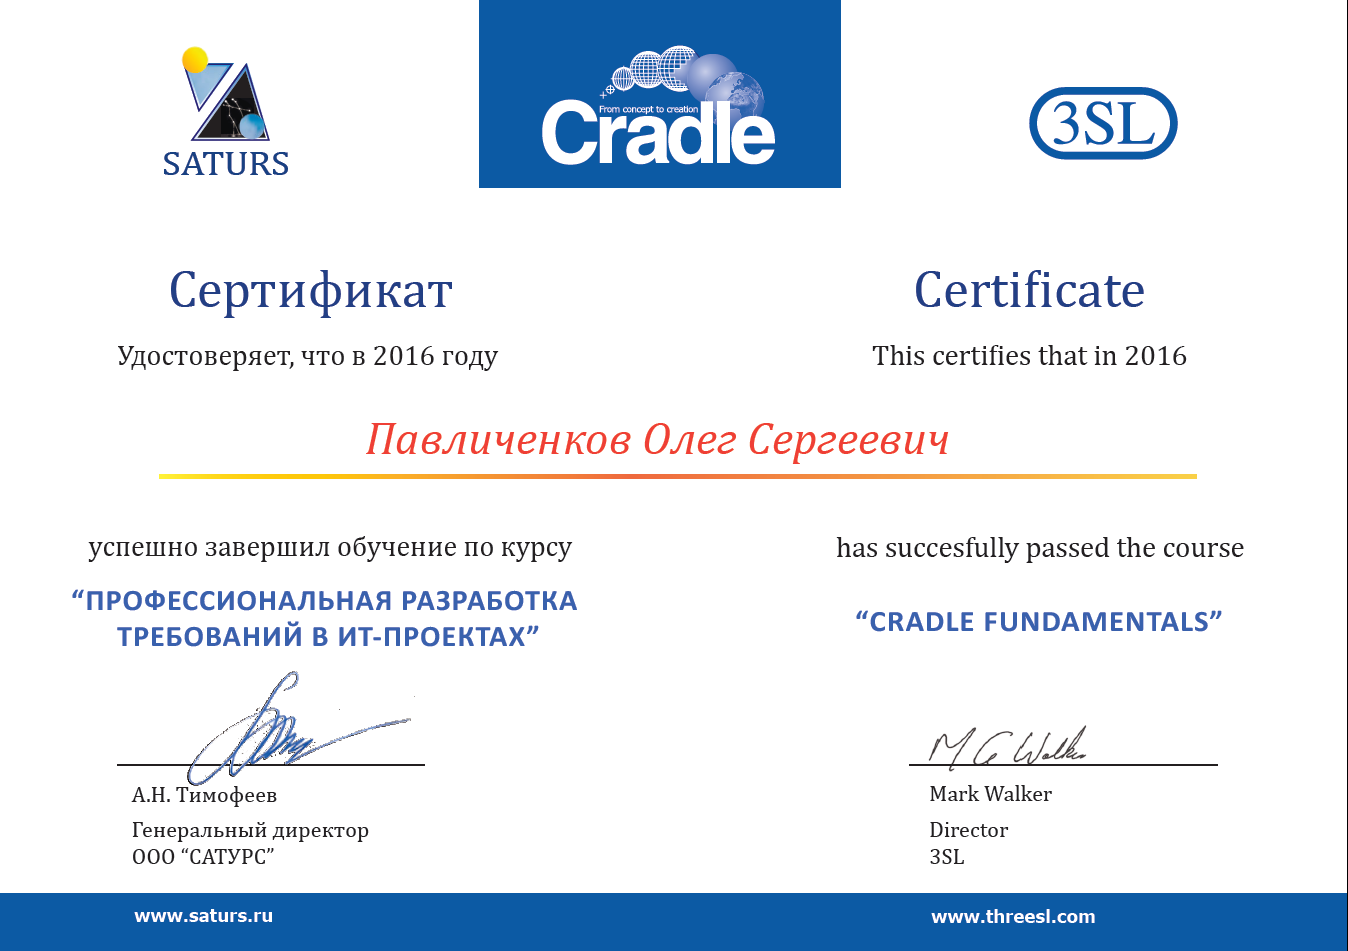 SATURS
From concept to creation
Cradle
3SL
Сертификат
Удостоверяет, что в 2016 году
Certificate
This certifies that in 2016
Павличенков Олег Сергеевич
успешно завершил обучение по курсу
“ПРОФЕССИОНАЛЬНАЯ РАЗРАБОТКА
ТРЕБОВАНИЙ В ИТ-ПРОЕКТАХ”
has succesfully passed the course
“CRADLE FUNDAMENTALS”
А.Н. Тимофеев
Генеральный директор
ООО “САТУРС”
M G Walker
Mark Walker
Director
3SL
www.saturs.ru
www.threesl.com